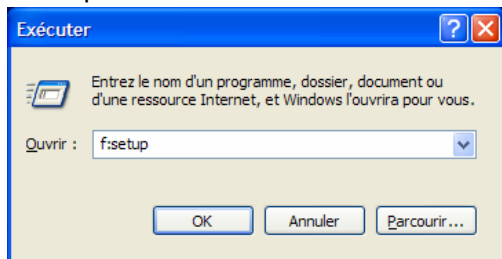 Exécuter
Entrez le nom d'un programme, dossier, document ou
d'une ressource Internet, et Windows l'ouvrira pour vous.
Ouvrir : f:setup
OK Annuler Parcourir...